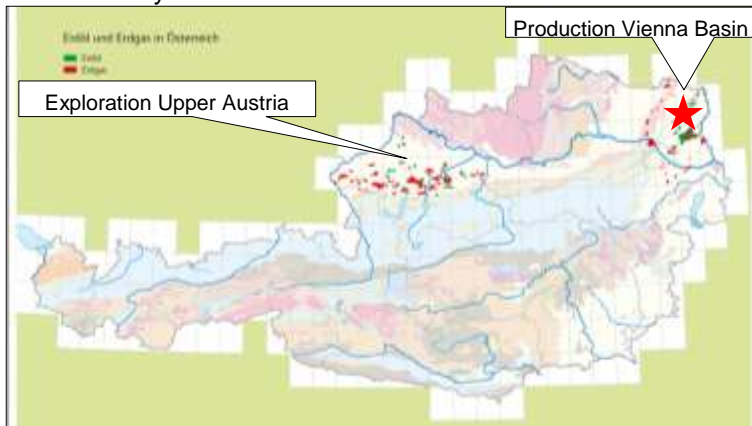 Production Vienna Basin
Erdöl und Erdgas in Österreich
Erdöl
Erdgas
Exploration Upper Austria